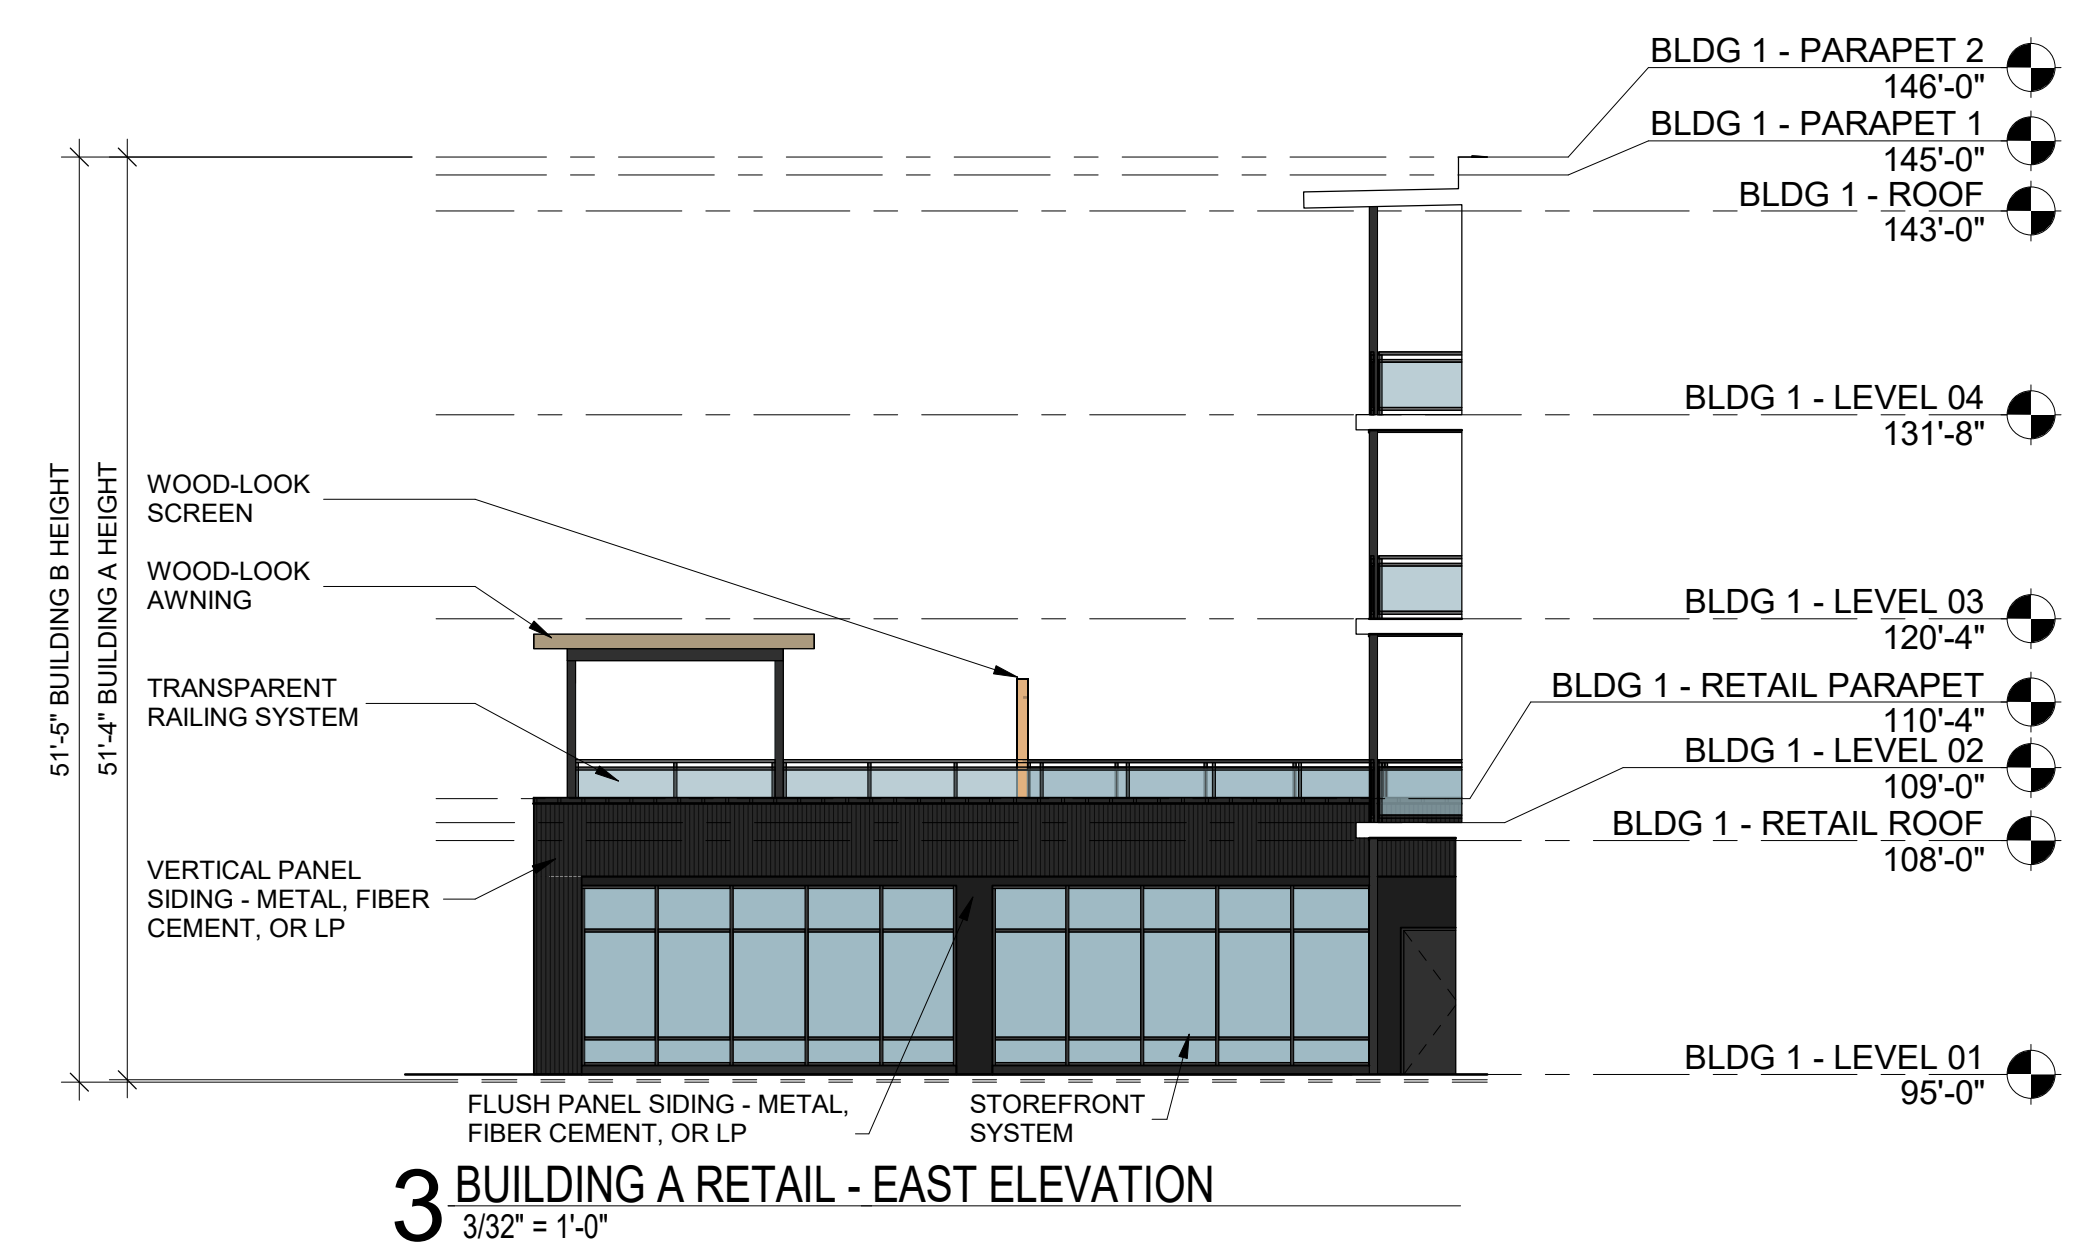 BLDG 1 - PARAPET 2
146'-0"
BLDG 1 - PARAPET 1
145'-0"
BLDG 1 - ROOF
143'-0"
BLDG 1 - LEVEL 04
131'-8"
BLDG 1 - LEVEL 03
120'-4"
BLDG 1 - RETAIL PARAPET
110'-4"
BLDG 1 - LEVEL 02
109'-0"
BLDG 1 - RETAIL ROOF
108'-0"
BLDG 1 - LEVEL 01
95'-0"
51'-5" BUILDING B HEIGHT
51'-4" BUILDING A HEIGHT
WOOD-LOOK
SCREEN
WOOD-LOOK
AWNING
TRANSPARENT
RAILING SYSTEM
VERTICAL PANEL
SIDING - METAL, FIBER
CEMENT, OR LP
FLUSH PANEL SIDING - METAL,
FIBER CEMENT, OR LP
STOREFRONT
SYSTEM
3 BUILDING A RETAIL - EAST ELEVATION
3/32" = 1'-0"